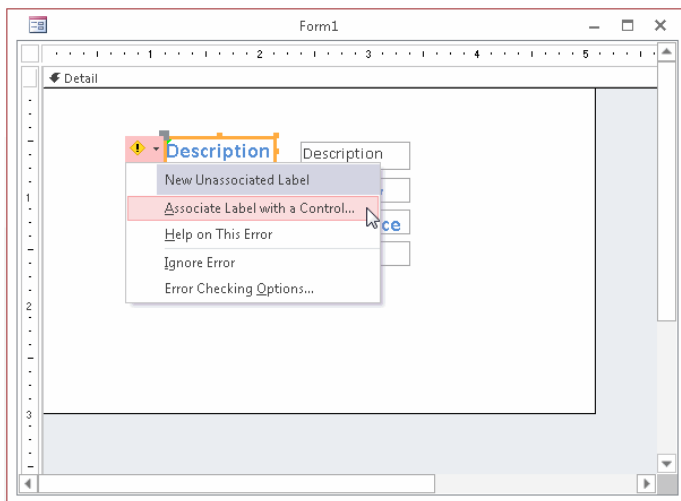 Form1
1 2 3 4 5
Detail
Description Description
New Unassociated Label
Associate Label with a Control...
ce
Help on This Error
Ignore Error
Error Checking Options...
1
2
3